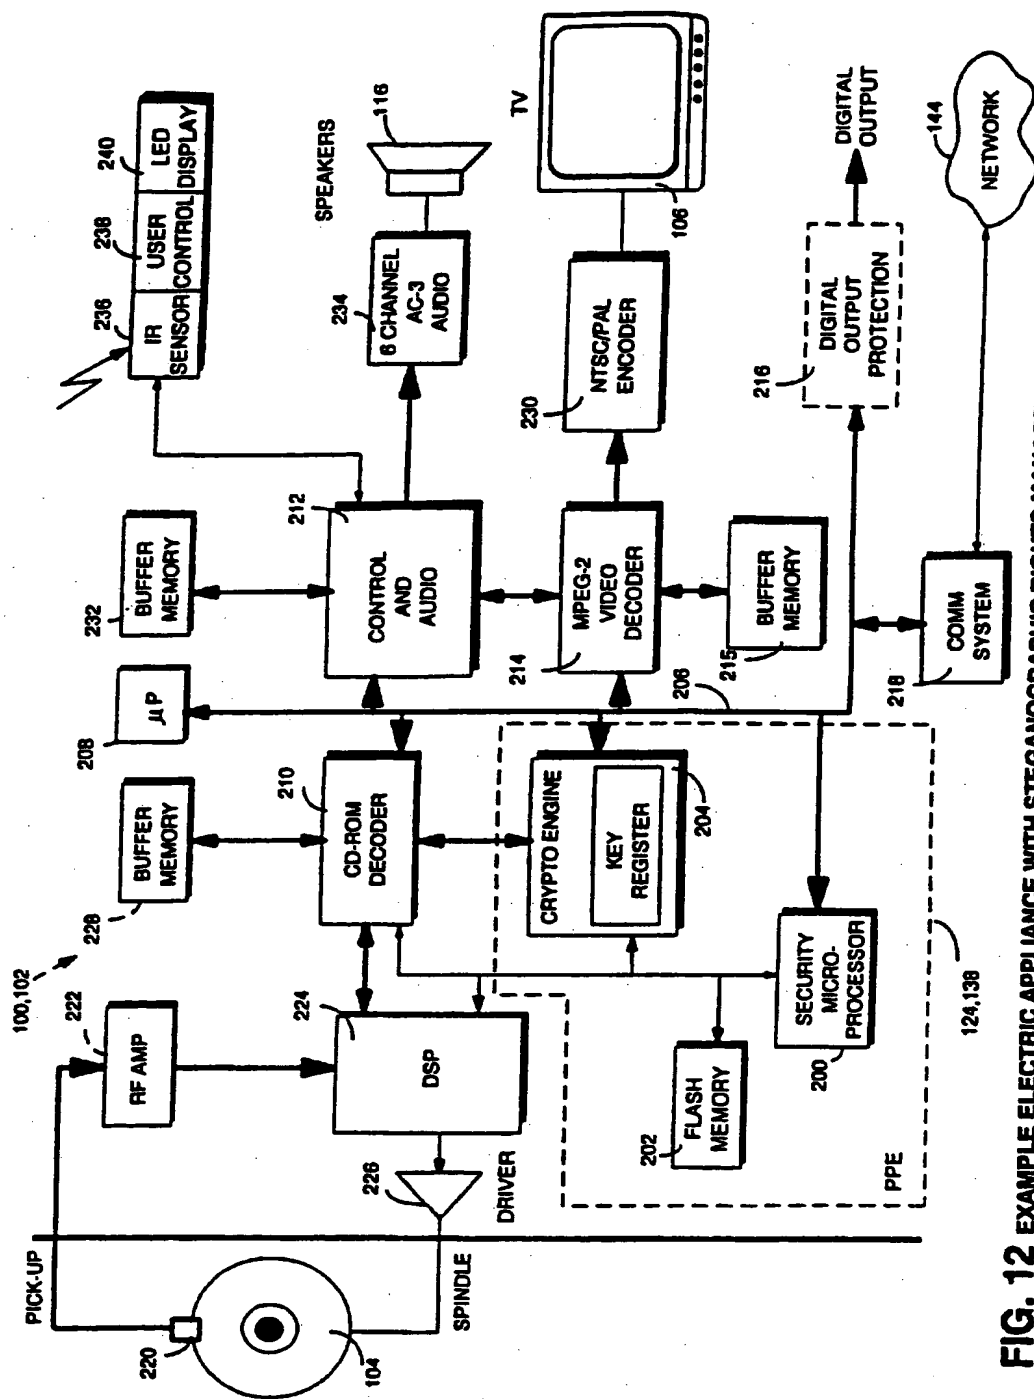 PICK-UP
220
104
SPINDLE
100,102
222
RF AMP
224
DSP
226
DRIVER
228
BUFFER
MEMORY
210
CD-ROM
DECODER
208
μP
232
BUFFER
MEMORY
212
CONTROL
AND
AUDIO
236
IR
SENSOR
238
USER
CONTROL
240
LED
DISPLAY
234
6 CHANNEL
AC-3
AUDIO
SPEAKERS
116
CRYPTO ENGINE
KEY
REGISTER
204
206
214
MPEG-2
VIDEO
DECODER
230
NTSC/PAL
ENCODER
TV
106
215
BUFFER
MEMORY
202
FLASH
MEMORY
200
SECURITY
MICRO-
PROCESSOR
PPE
124,138
216
DIGITAL
OUTPUT
PROTECTION
DIGITAL
OUTPUT
218
COMM
SYSTEM
144
NETWORK
FIG. 12 EXAMPLE ELECTRIC APPLIANCE WITH STEGANOGRAPHIC RIGHTS